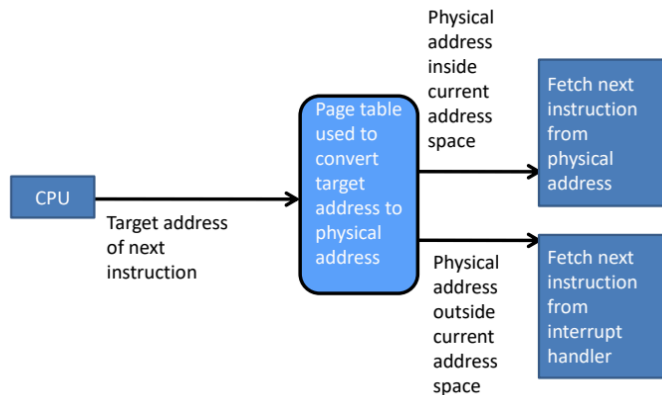 CPU
Target address
of next
instruction
Page table
used to
convert
target
address to
physical
address
Physical
address
inside
current
address
space
Fetch next
instruction
from
physical
address
Physical
address
outside
current
address
space
Fetch next
instruction
from
interrupt
handler